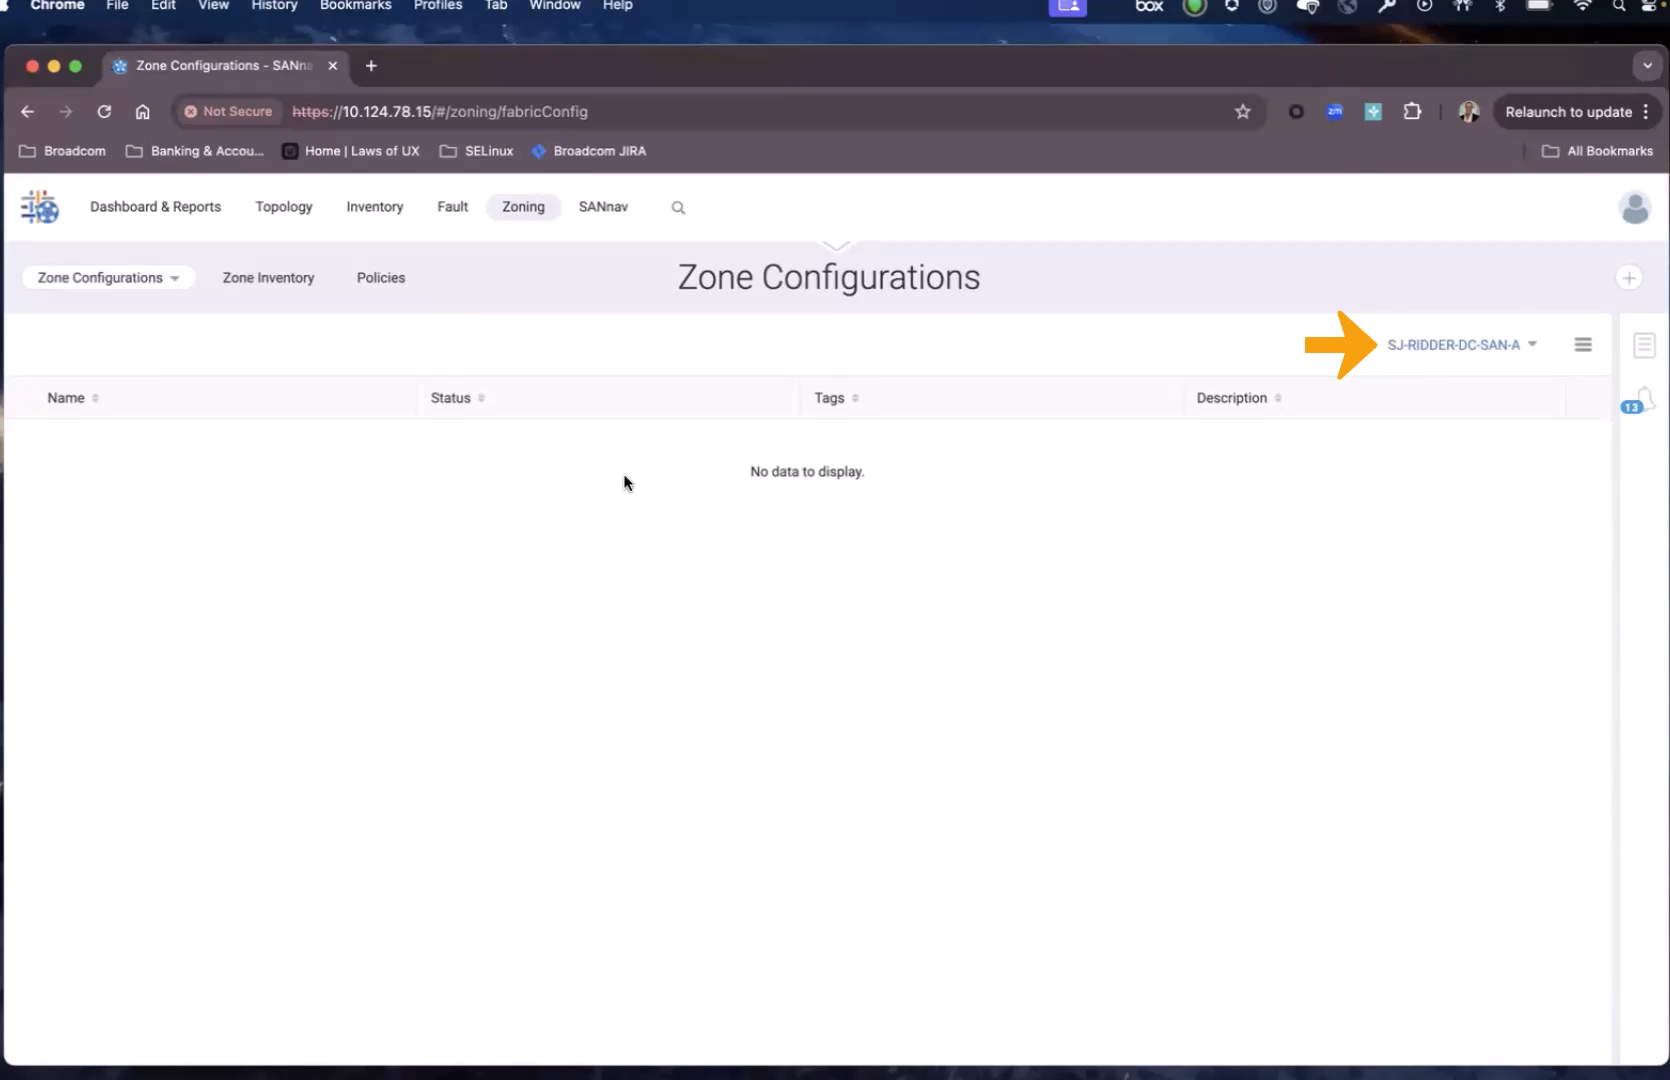 Chrome File Edit View History Bookmarks Profiles Tab Window Help box
Zone Configurations - SANna
Not Secure https://10.124.78.15/#/zoning/fabricConfig zm Relaunch to update
Broadcom Banking & Accou... Home | Laws of UX SELinux Broadcom JIRA All Bookmarks
Dashboard & Reports Topology Inventory Fault Zoning SANnav
Zone Configurations Zone Inventory Policies Zone Configurations
SJ-RIDDER-DC-SAN-A
Name Status Tags Description
13
No data to display.